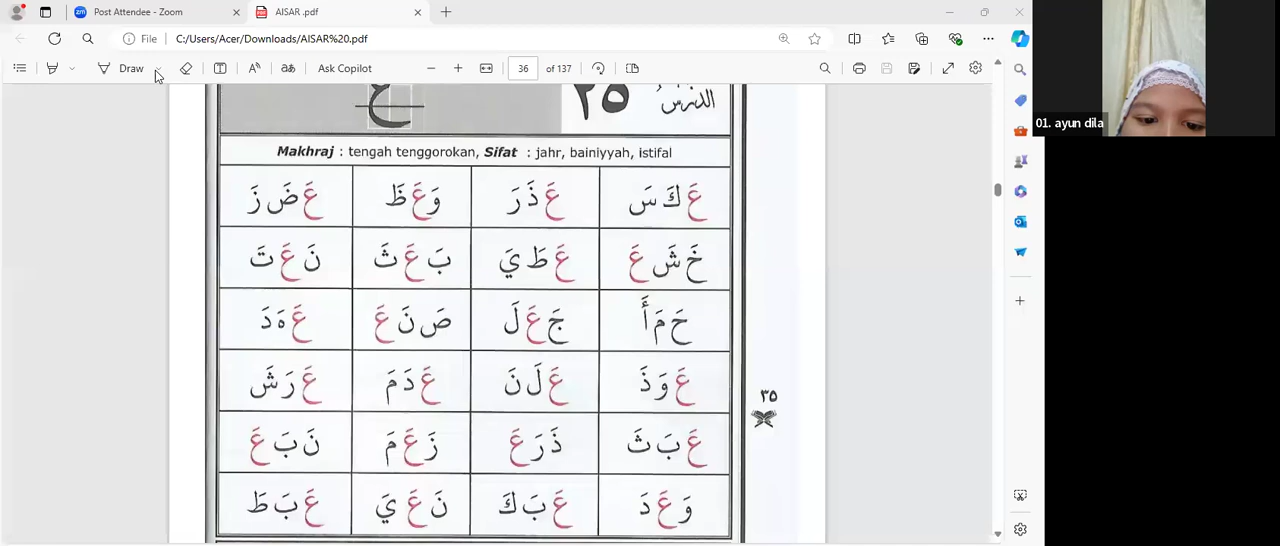 Post Attendee - Zoom
AISAR .pdf
File C:/Users/Acer/Downloads/AISAR%20.pdf
Draw Ask Copilot 36 of 137
01. ayun dila
الدرس ٢٥ ع
Makhraj : tengah tenggorokan, Sifat : jahr, bainiyyah, istifal
عَ كَ سَ عَ ذَ رَ وَ عَ ظَ عَ ضَ زَ
خَ شَ عَ عَ طَ يَ بَ عَ ثَ نَ عَ تَ
حَ مَ أَ جَ عَ لَ صَ نَ عَ عَ هَ دَ
عَ وَ ذَ عَ لَ نَ عَ دَ مَ عَ رَ شَ
٣٥
عَ بَ ثَ ذَ رَ عَ زَ عَ مَ نَ بَ عَ
وَ عَ دَ عَ بَ كَ نَ عَ يَ عَ بَ طَ